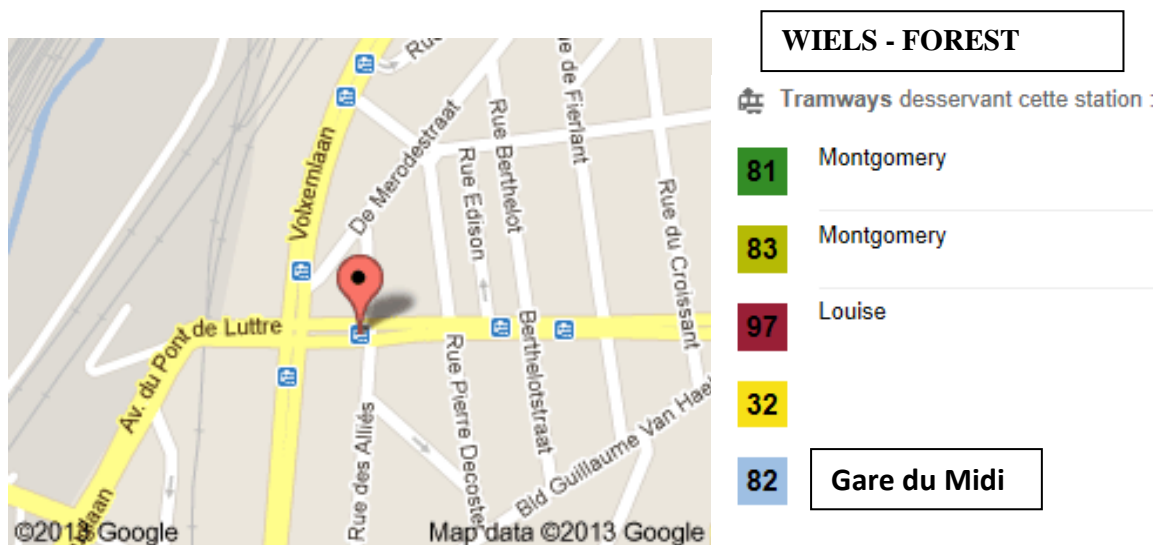 WIELS - FOREST
Tramways desservant cette station :
81 Montgomery
83 Montgomery
97 Louise
32
82 Gare du Midi
Volxemlaan
De Merodestraat
Rue Edison
Rue Berthelot
Berthelotstraat
Rue du Croissant
Av. du Pont de Luttre
Rue des Alliés
Rue Pierre Decoster
Bld Guillaume Van Hae
Rue
e de Fierlant
laan
©2013 Google
Map data ©2013 Google